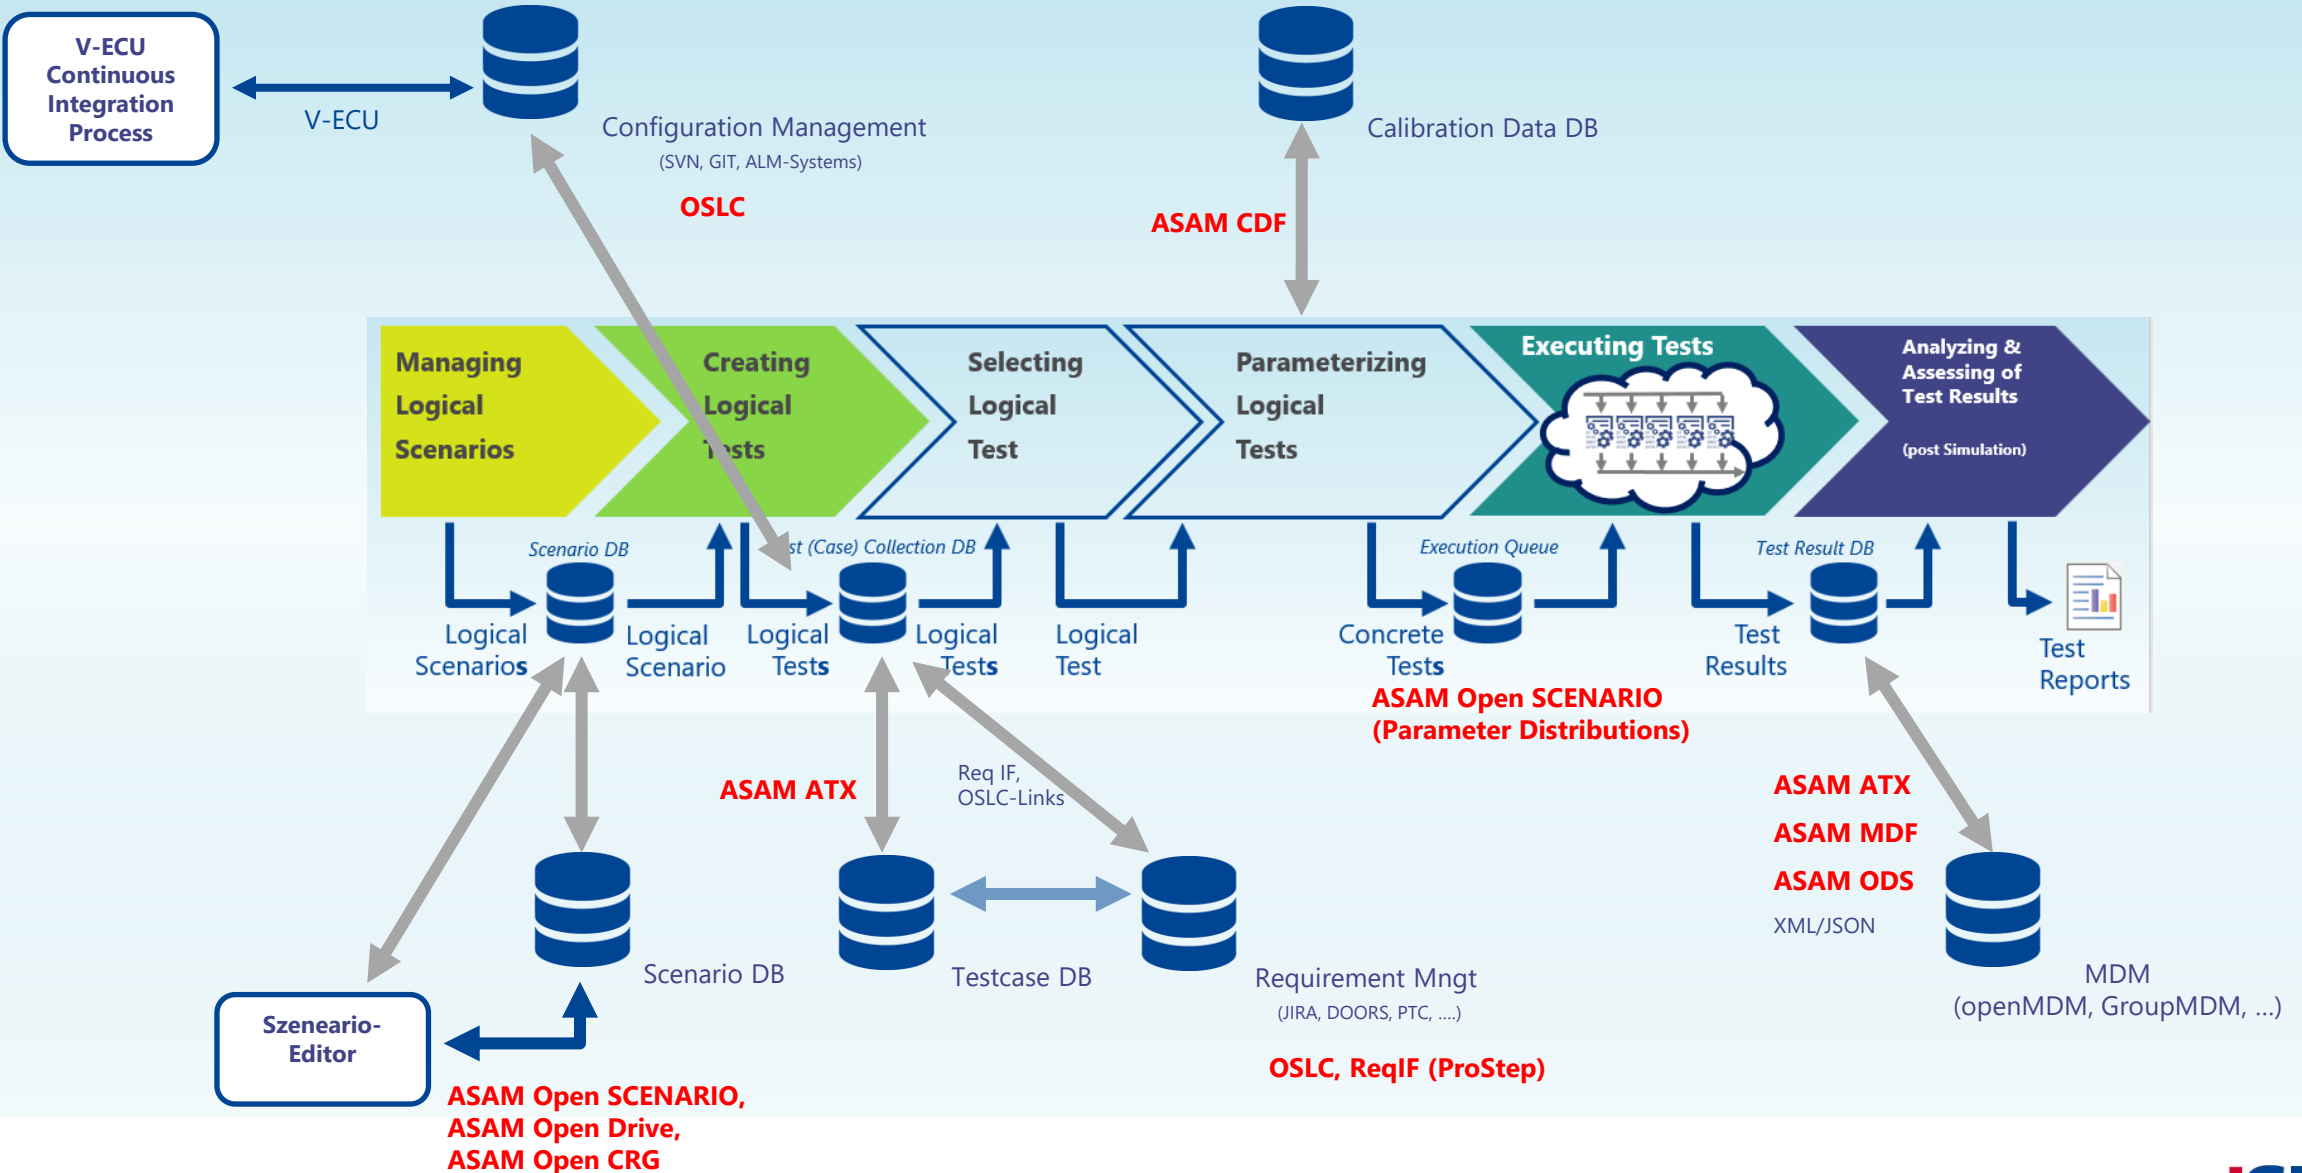 V-ECU
Continuous
Integration
Process
V-ECU
Configuration Management
(SVN, GIT, ALM-Systems)
OSLC
Calibration Data DB
ASAM CDF
Managing
Logical
Scenarios
Creating
Logical
Tests
Selecting
Logical
Test
Parameterizing
Logical
Tests
Executing Tests
Analyzing &
Assessing of
Test Results
(post Simulation)
Scenario DB
st (Case) Collection DB
Execution Queue
Test Result DB
Logical
Scenarios
Logical
Scenario
Logical
Tests
Logical
Tests
Logical
Test
Concrete
Tests
Test
Results
Test
Reports
ASAM Open SCENARIO
(Parameter Distributions)
ASAM ATX
Req IF,
OSLC-Links
ASAM ATX
ASAM MDF
ASAM ODS
XML/JSON
Scenario DB
Testcase DB
Requirement Mngt
(JIRA, DOORS, PTC, ....)
MDM
(openMDM, GroupMDM, ...)
Szeneario-
Editor
OSLC, ReqIF (ProStep)
ASAM Open SCENARIO,
ASAM Open Drive,
ASAM Open CRG